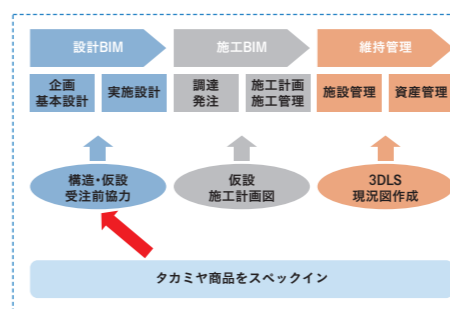 設計BIM
施工BIM
維持管理
企画
基本設計
実施設計
調達
発注
施工計画
施工管理
施設管理
資産管理
構造・仮設
受注前協力
仮設
施工計画図
3DLS
現況図作成
タカミヤ商品をスペックイン